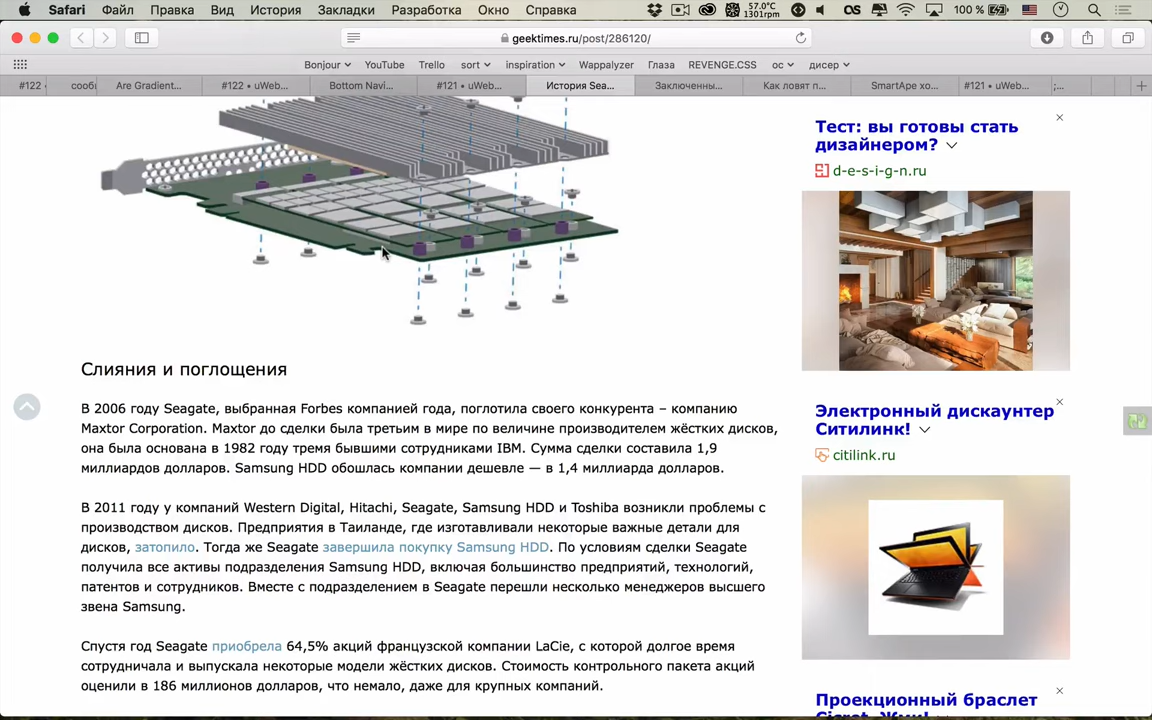 Safari Файл Правка Вид История Закладки Разработка Окно Справка 57.0°C 1301rpm 100 %
geektimes.ru/post/286120/
Bonjour YouTube Trello sort inspiration Wappalyzer Глаза REVENGE.CSS ос дисер
#122 сооб Are Gradient... #122 • uWeb... Bottom Navi... #121 • uWeb... История Sea... Заключенны... Как ловят п... SmartApe хо... #121 • uWeb... ;...
Слияния и поглощения
В 2006 году Seagate, выбранная Forbes компанией года, поглотила своего конкурента – компанию
Maxtor Corporation. Maxtor до сделки была третьим в мире по величине производителем жёстких дисков,
она была основана в 1982 году тремя бывшими сотрудниками IBM. Сумма сделки составила 1,9
миллиардов долларов. Samsung HDD обошлась компании дешевле — в 1,4 миллиарда долларов.
В 2011 году у компаний Western Digital, Hitachi, Seagate, Samsung HDD и Toshiba возникли проблемы с
производством дисков. Предприятия в Таиланде, где изготавливали некоторые важные детали для
дисков, затопило. Тогда же Seagate завершила покупку Samsung HDD. По условиям сделки Seagate
получила все активы подразделения Samsung HDD, включая большинство предприятий, технологий,
патентов и сотрудников. Вместе с подразделением в Seagate перешли несколько менеджеров высшего
звена Samsung.
Спустя год Seagate приобрела 64,5% акций французской компании LaCie, с которой долгое время
сотрудничала и выпускала некоторые модели жёстких дисков. Стоимость контрольного пакета акций
оценили в 186 миллионов долларов, что немало, даже для крупных компаний.
Тест: вы готовы стать
дизайнером?
d-e-s-i-g-n.ru
Электронный дискаунтер
Ситилинк!
citilink.ru
Проекционный браслет